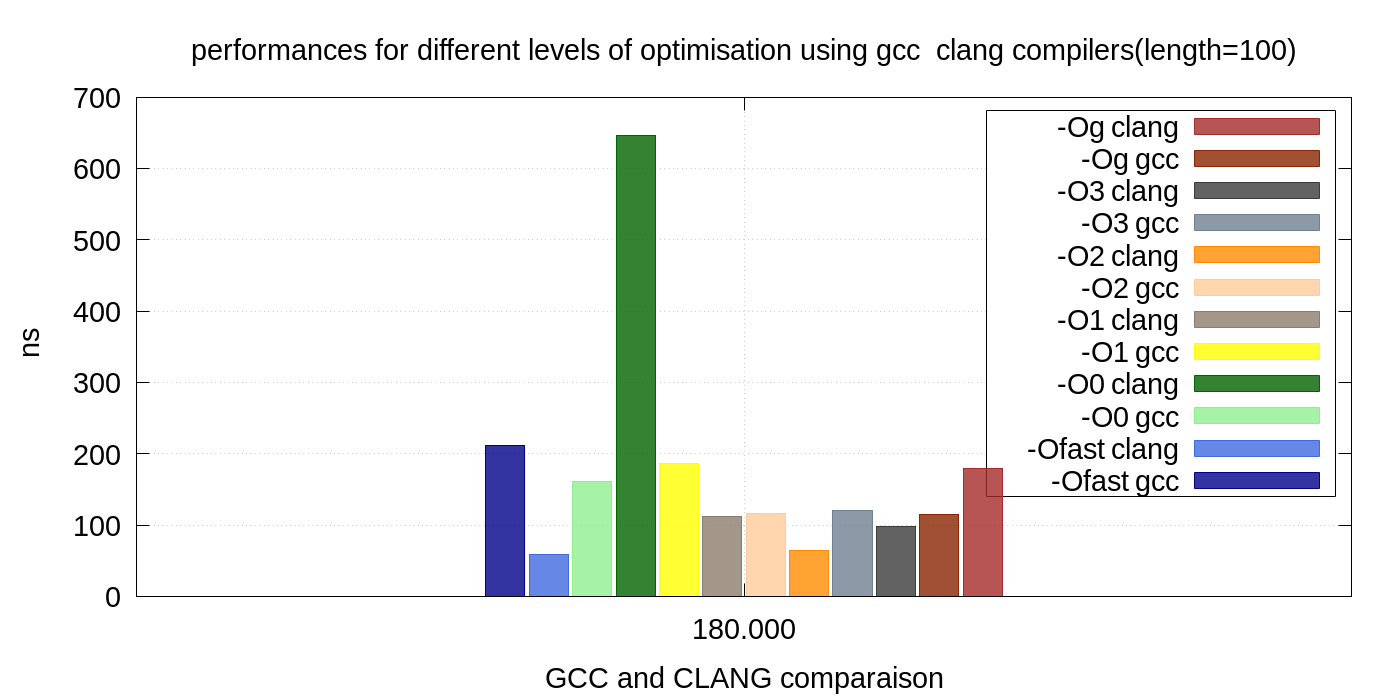 performances for different levels of optimisation using gcc  clang compilers(length=100)
700
600
500
400
300
200
100
0
ns
-Og clang
-Og gcc
-O3 clang
-O3 gcc
-O2 clang
-O2 gcc
-O1 clang
-O1 gcc
-O0 clang
-O0 gcc
-Ofast clang
-Ofast gcc
180.000
GCC and CLANG comparaison